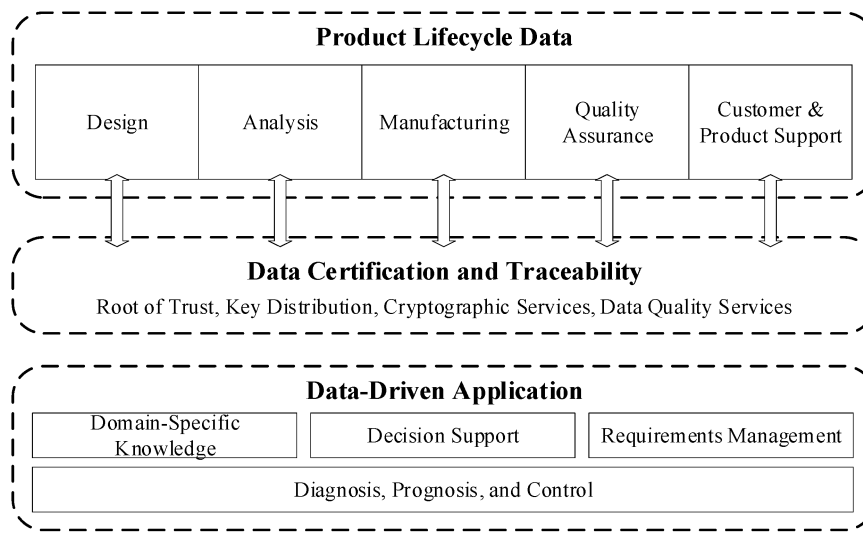 Product Lifecycle Data
Design
Analysis
Manufacturing
Quality
Assurance
Customer &
Product Support
Data Certification and Traceability
Root of Trust, Key Distribution, Cryptographic Services, Data Quality Services
Data-Driven Application
Domain-Specific
Knowledge
Decision Support
Requirements Management
Diagnosis, Prognosis, and Control